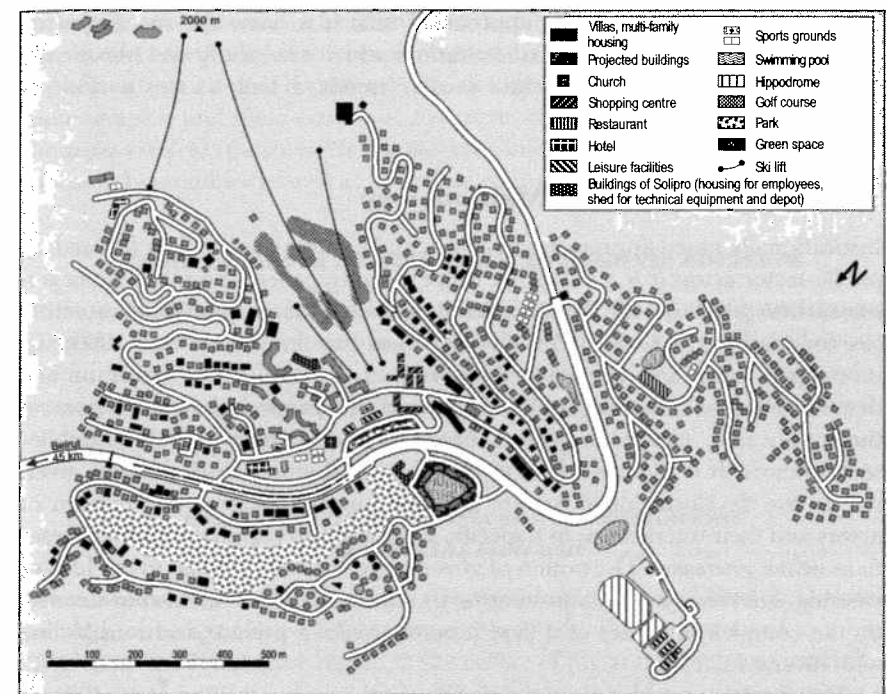 2000 m
Villas, multi-family
housing
Projected buildings
Church
Shopping centre
Restaurant
Hotel
Leisure facilities
Buildings of Solipro (housing for employees,
shed for technical equipment and depot)
Sports grounds
Swimming pool
Hippodrome
Golf course
Park
Green space
Ski lift
N
Beirut
45 km
0 100 200 300 400 500 m